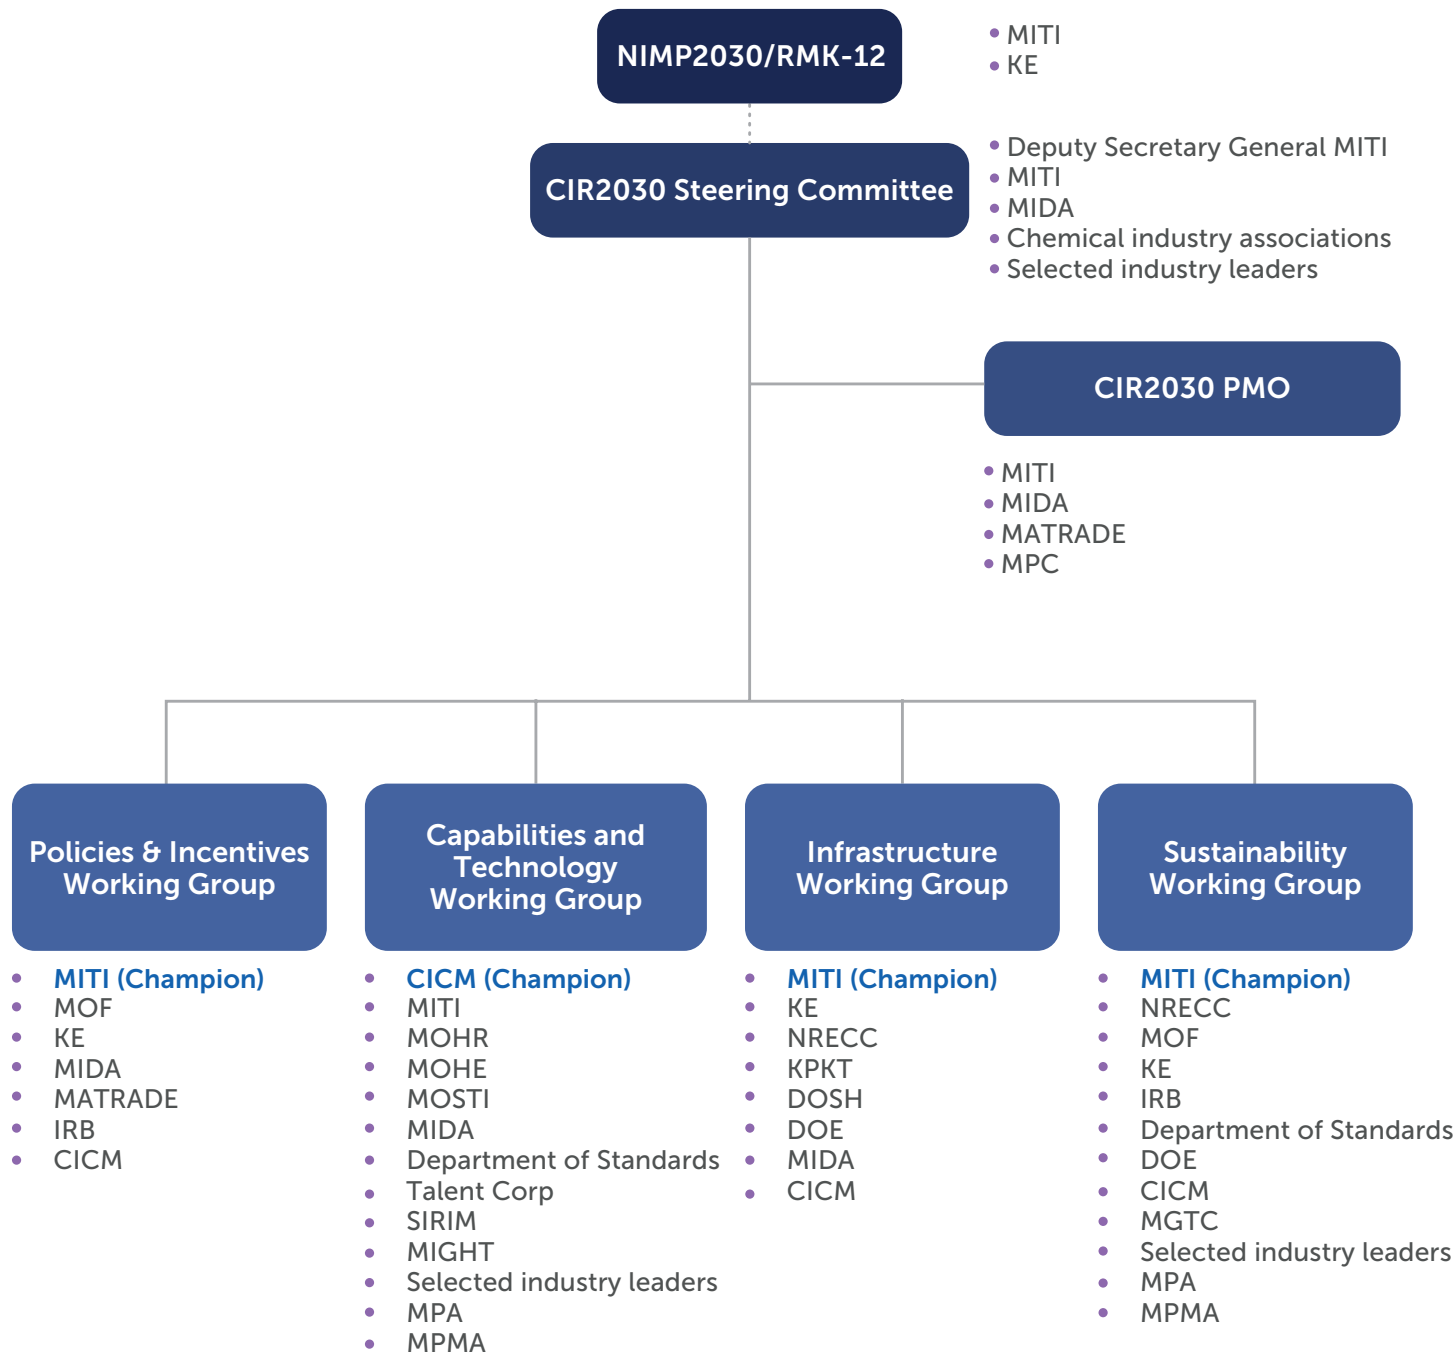 NIMP2030/RMK-12
• MITI
• KE
CIR2030 Steering Committee
• Deputy Secretary General MITI
• MITI
• MIDA
• Chemical industry associations
• Selected industry leaders
CIR2030 PMO
• MITI
• MIDA
• MATRADE
• MPC
Policies & Incentives
Working Group
• MITI (Champion)
• MOF
• KE
• MIDA
• MATRADE
• IRB
• CICM
Capabilities and
Technology
Working Group
• CICM (Champion)
• MITI
• MOHR
• MOHE
• MOSTI
• MIDA
• Department of Standards
• Talent Corp
• SIRIM
• MIGHT
• Selected industry leaders
• MPA
• MPMA
Infrastructure
Working Group
• MITI (Champion)
• KE
• NRECC
• KPKT
• DOSH
• DOE
• MIDA
• CICM
Sustainability
Working Group
• MITI (Champion)
• NRECC
• MOF
• KE
• IRB
• Department of Standards
• DOE
• CICM
• MGTC
• Selected industry leaders
• MPA
• MPMA